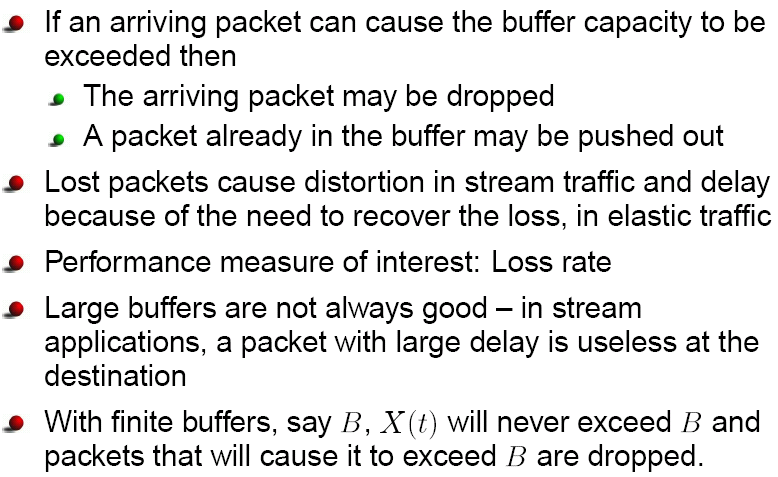 If an arriving packet can cause the buffer capacity to be
exceeded then
The arriving packet may be dropped
A packet already in the buffer may be pushed out
Lost packets cause distortion in stream traffic and delay
because of the need to recover the loss, in elastic traffic
Performance measure of interest: Loss rate
Large buffers are not always good – in stream
applications, a packet with large delay is useless at the
destination
With finite buffers, say B, X(t) will never exceed B and
packets that will cause it to exceed B are dropped.